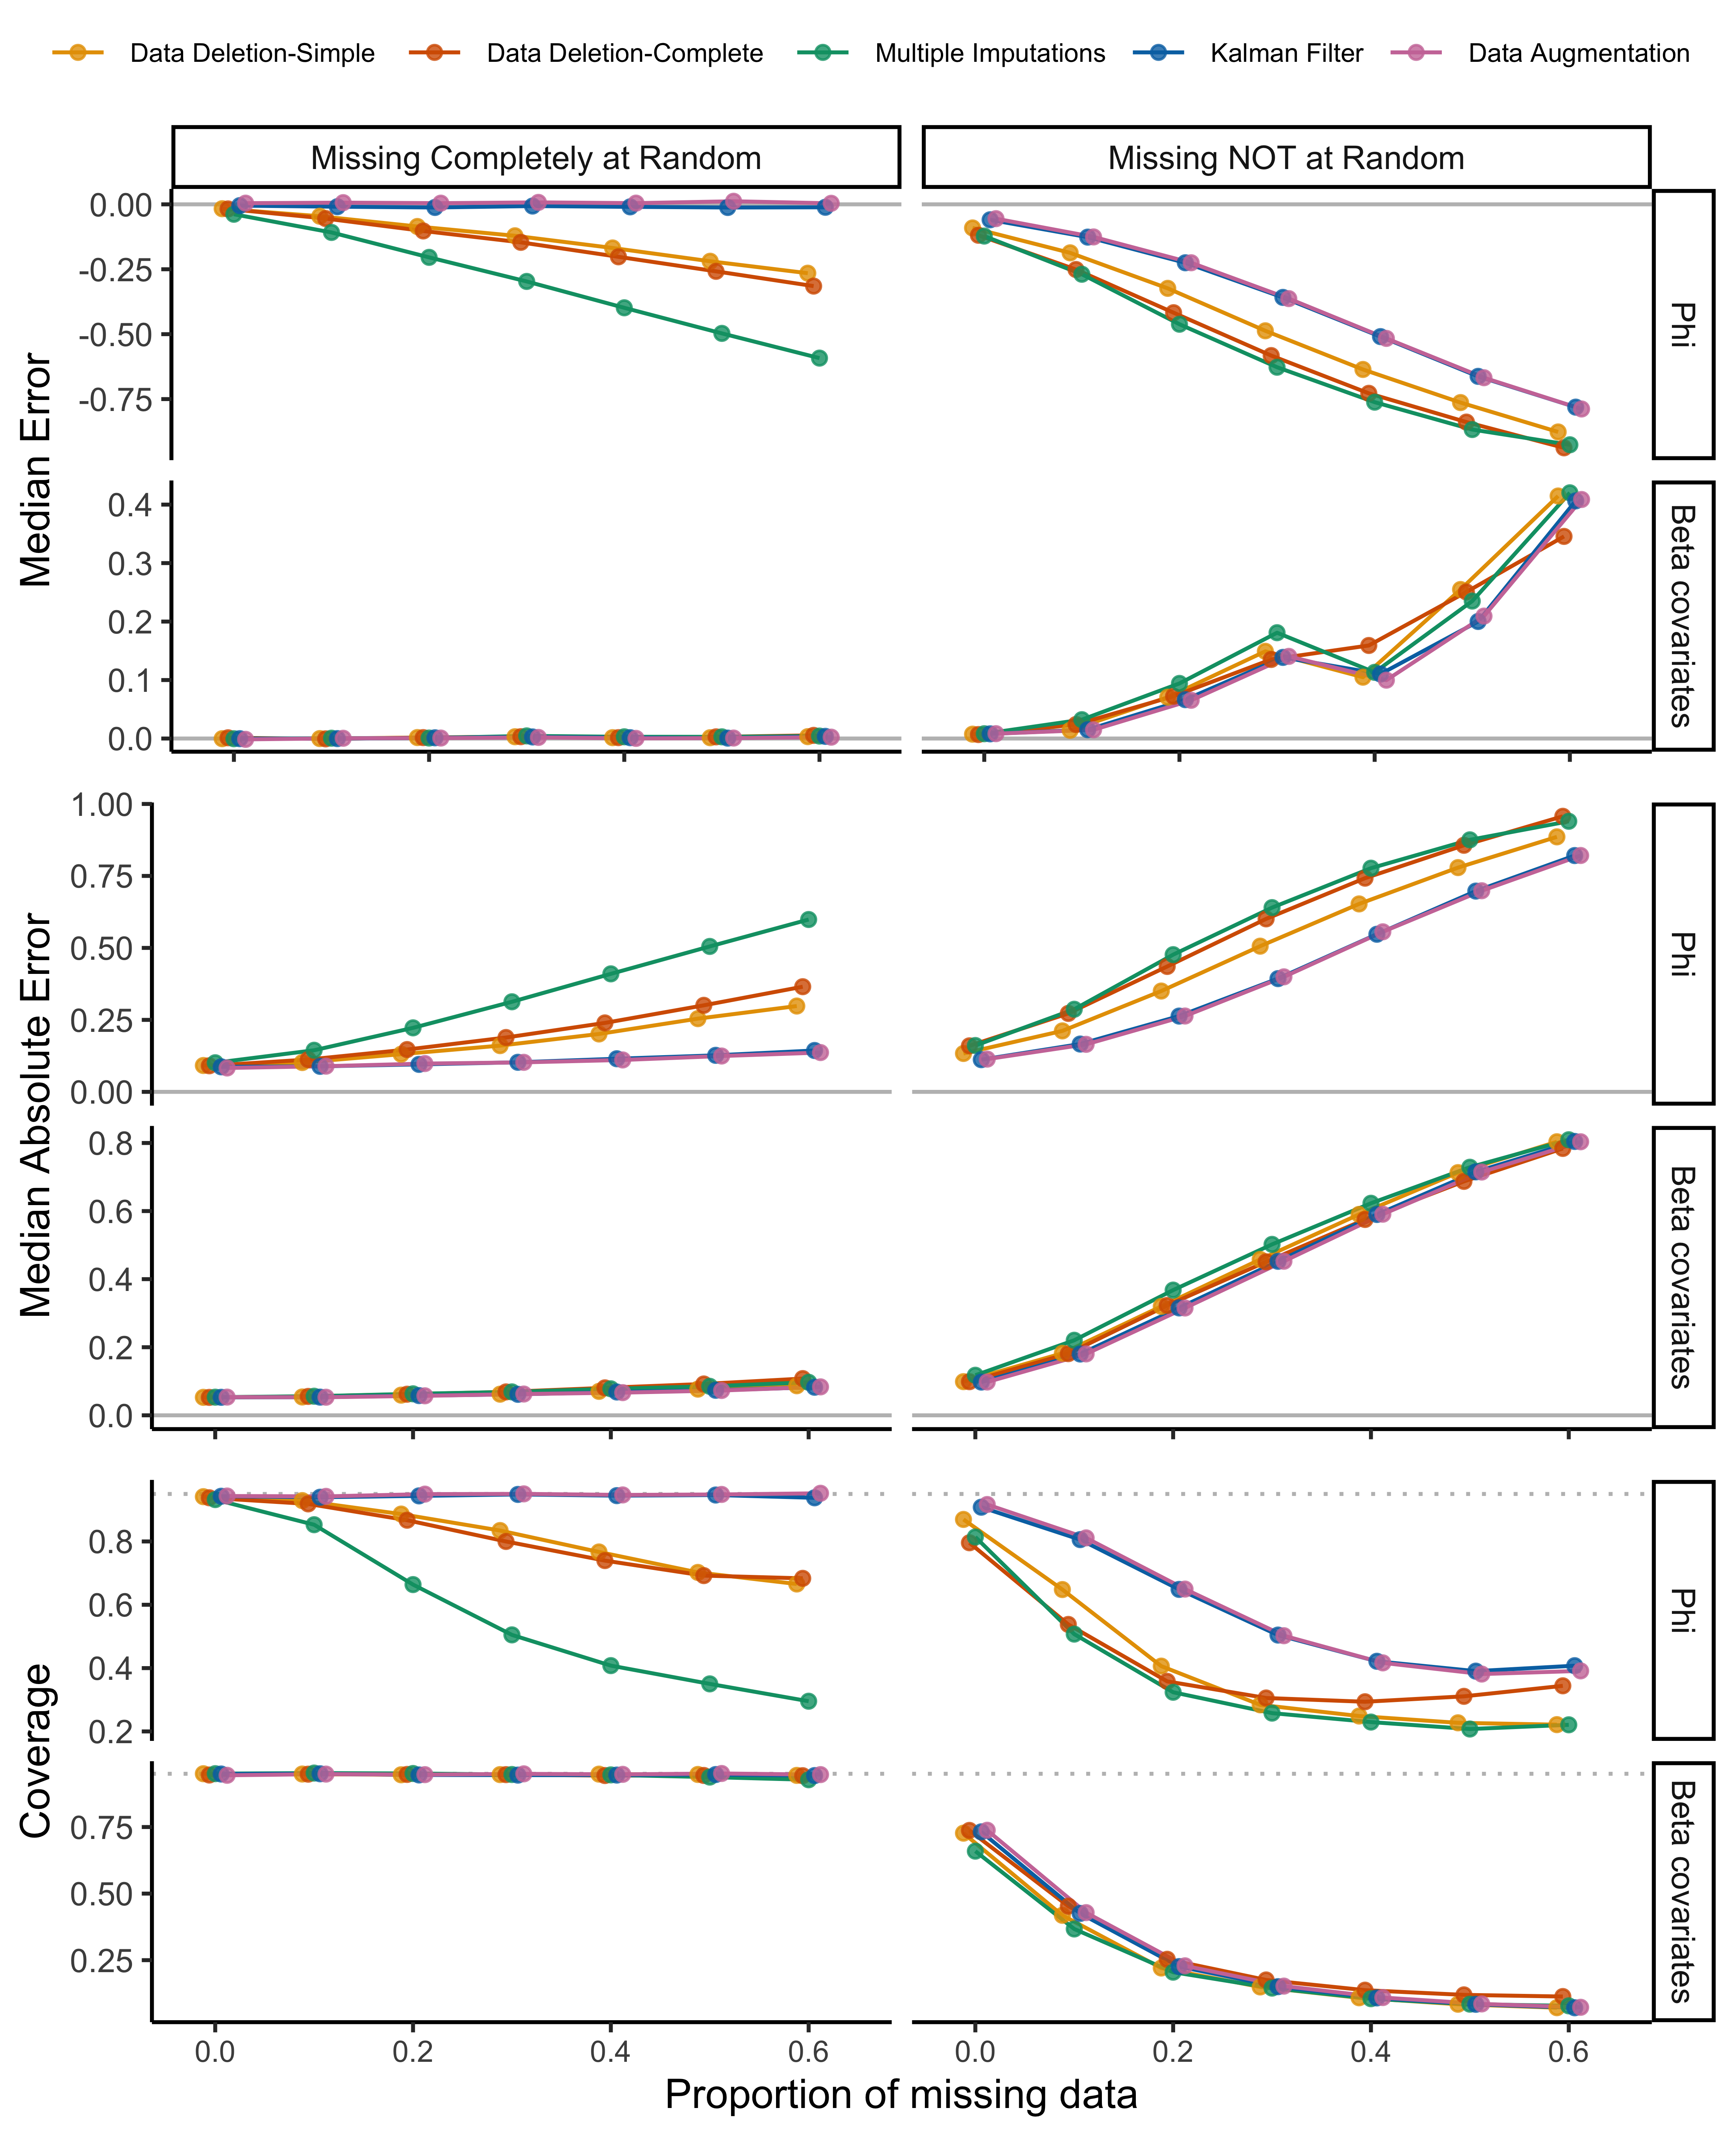 Data Deletion-Simple Data Deletion-Complete Multiple Imputations Kalman Filter Data Augmentation
Missing Completely at Random Missing NOT at Random
Median Error
0.00
-0.25
-0.50
-0.75
Phi
0.4
0.3
0.2
0.1
0.0
Beta covariates
Median Absolute Error
1.00
0.75
0.50
0.25
0.00
Phi
0.8
0.6
0.4
0.2
0.0
Beta covariates
Coverage
0.8
0.6
0.4
0.2
Phi
0.75
0.50
0.25
Beta covariates
0.0 0.2 0.4 0.6 0.0 0.2 0.4 0.6
Proportion of missing data